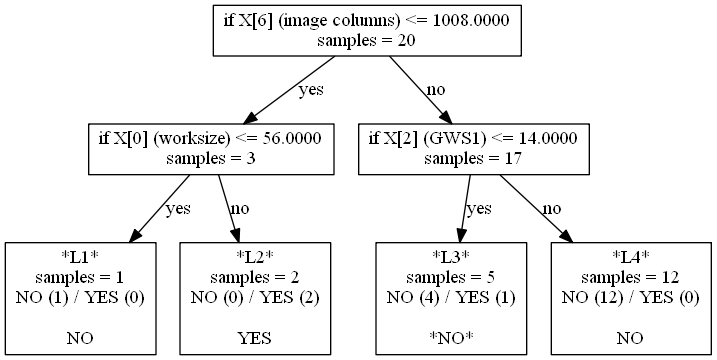 if X[6] (image columns) <= 1008.0000
samples = 20
yes
no
if X[0] (worksize) <= 56.0000
samples = 3
if X[2] (GWS1) <= 14.0000
samples = 17
yes
no
yes
no
*L1*
samples = 1
NO (1) / YES (0)
NO
*L2*
samples = 2
NO (0) / YES (2)
YES
*L3*
samples = 5
NO (4) / YES (1)
*NO*
*L4*
samples = 12
NO (12) / YES (0)
NO